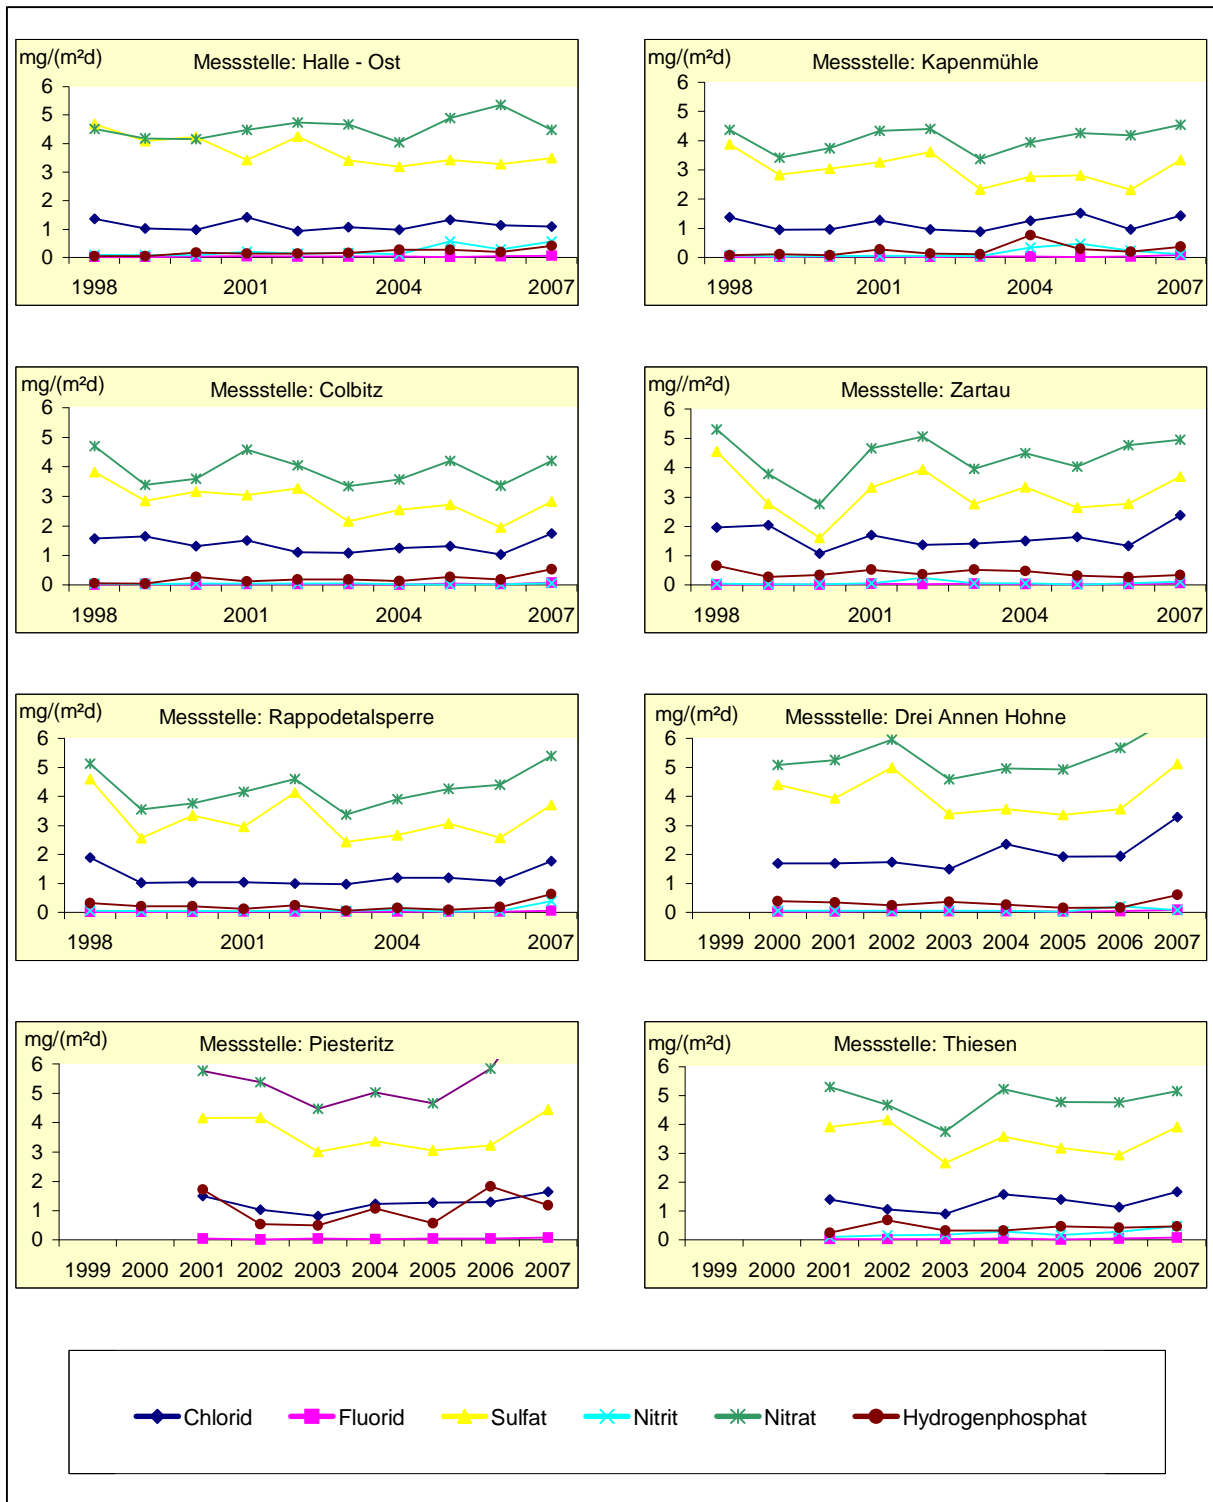 mg/(m²d)
Messstelle: Halle - Ost
6
5
4
3
2
1
0
1998 2001 2004 2007
mg/(m²d)
Messstelle: Kapenmühle
6
5
4
3
2
1
0
1998 2001 2004 2007
mg/(m²d)
Messstelle: Colbitz
6
5
4
3
2
1
0
1998 2001 2004 2007
mg//m²d)
Messstelle: Zartau
6
5
4
3
2
1
0
1998 2001 2004 2007
mg/(m²d)
Messstelle: Rappodetalsperre
6
5
4
3
2
1
0
1998 2001 2004 2007
mg/(m²d)
Messstelle: Drei Annen Hohne
6
5
4
3
2
1
0
1999 2000 2001 2002 2003 2004 2005 2006 2007
mg/(m²d)
Messstelle: Piesteritz
6
5
4
3
2
1
0
1999 2000 2001 2002 2003 2004 2005 2006 2007
mg/(m²d)
Messstelle: Thiesen
6
5
4
3
2
1
0
1999 2000 2001 2002 2003 2004 2005 2006 2007
Chlorid Fluorid Sulfat Nitrit Nitrat Hydrogenphosphat